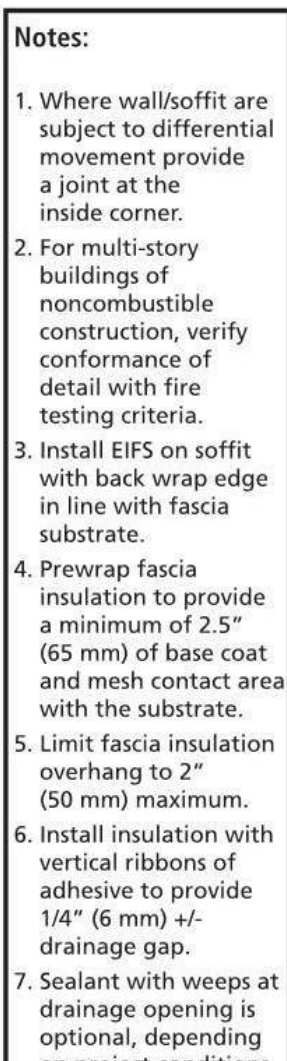 Notes:
1. Where wall/soffit are
subject to differential
movement provide
a joint at the
inside corner.
2. For multi-story
buildings of
noncombustible
construction, verify
conformance of
detail with fire
testing criteria.
3. Install EIFS on soffit
with back wrap edge
in line with fascia
substrate.
4. Prewrap fascia
insulation to provide
a minimum of 2.5”
(65 mm) of base coat
and mesh contact area
with the substrate.
5. Limit fascia insulation
overhang to 2”
(50 mm) maximum.
6. Install insulation with
vertical ribbons of
adhesive to provide
1/4” (6 mm) +/-
drainage gap.
7. Sealant with weeps at
drainage opening is
optional, depending
on project conditions